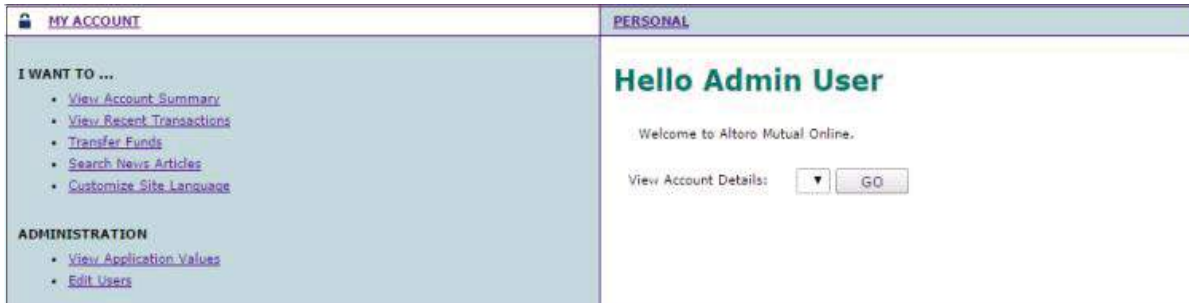 MY ACCOUNT
PERSONAL
I WANT TO ...
View Account Summary
View Recent Transactions
Transfer Funds
Search News Articles
Customize Site Language
ADMINISTRATION
View Application Values
Edit Users
Hello Admin User
Welcome to Altoro Mutual Online.
View Account Details:
GO